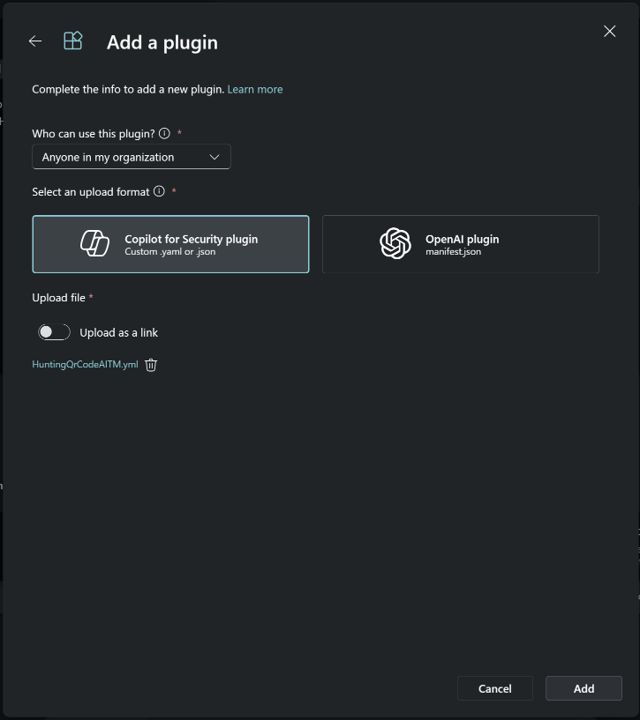 Add a plugin
Complete the info to add a new plugin. Learn more
Who can use this plugin? *
Anyone in my organization
Select an upload format *
Copilot for Security plugin
Custom .yaml or .json
OpenAI plugin
manifest.json
Upload file *
Upload as a link
HuntingQrCodeAITM.yml
Cancel
Add